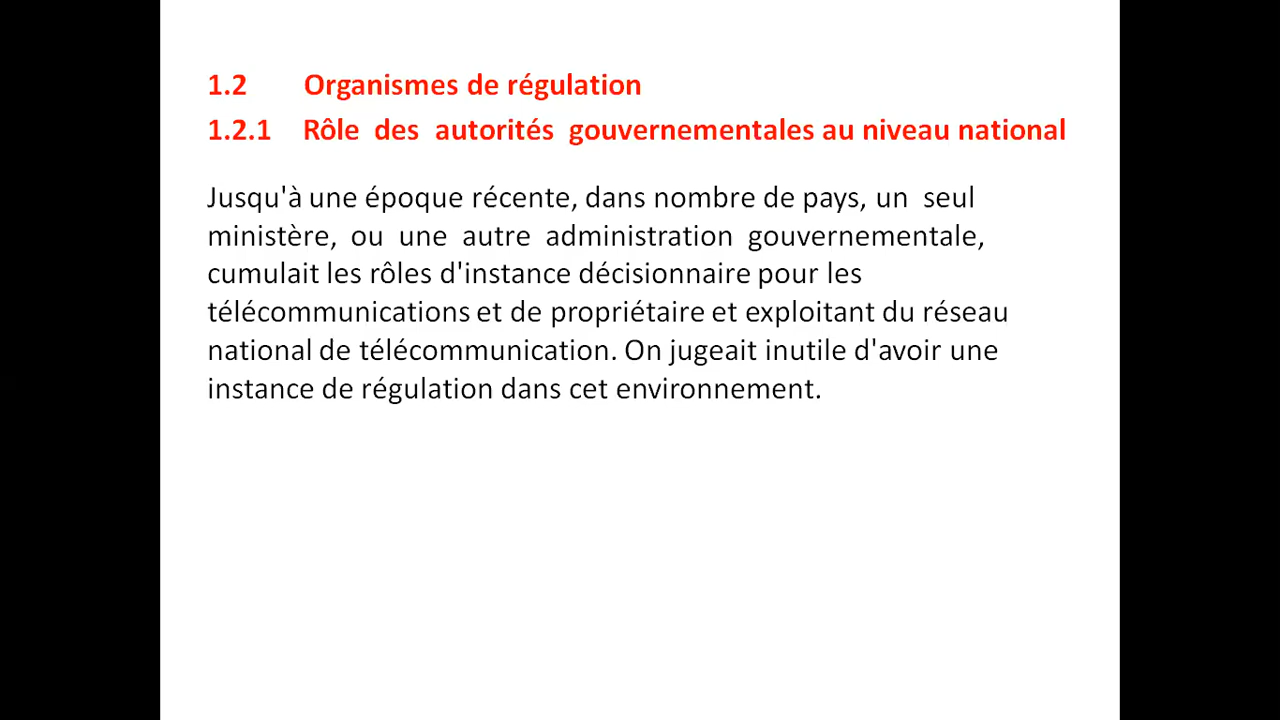 1.2 Organismes de régulation
1.2.1 Rôle des autorités gouvernementales au niveau national
Jusqu'à une époque récente, dans nombre de pays, un seul
ministère, ou une autre administration gouvernementale,
cumulait les rôles d'instance décisionnaire pour les
télécommunications et de propriétaire et exploitant du réseau
national de télécommunication. On jugeait inutile d'avoir une
instance de régulation dans cet environnement.